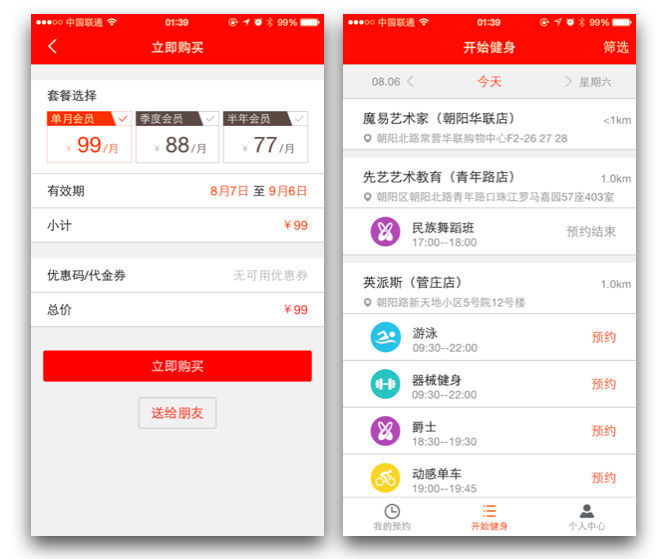 中国联通 01:39 99%
立即购买
套餐选择
单月会员 季度会员 半年会员
¥ 99/月 ¥ 88/月 ¥ 77/月
有效期 8月7日 至 9月6日
小计 ¥99
优惠码/代金券 无可用优惠券
总价 ¥99
立即购买
送给朋友
中国联通 01:39 99%
开始健身 筛选
08.06 今天 星期六
魔易艺术家（朝阳华联店） <1km
朝阳北路常营华联购物中心F2-26 27 28
先艺艺术教育（青年路店） 1.0km
朝阳区朝阳北路青年路口珠江罗马嘉园57座403室
民族舞蹈班 预约结束
17:00--18:00
英派斯（管庄店） 1.0km
朝阳路新天地小区5号院12号楼
游泳 预约
09:30--22:00
器械健身 预约
09:30--22:00
爵士 预约
18:30--19:30
动感单车 预约
19:00--19:45
我的预约 开始健身 个人中心